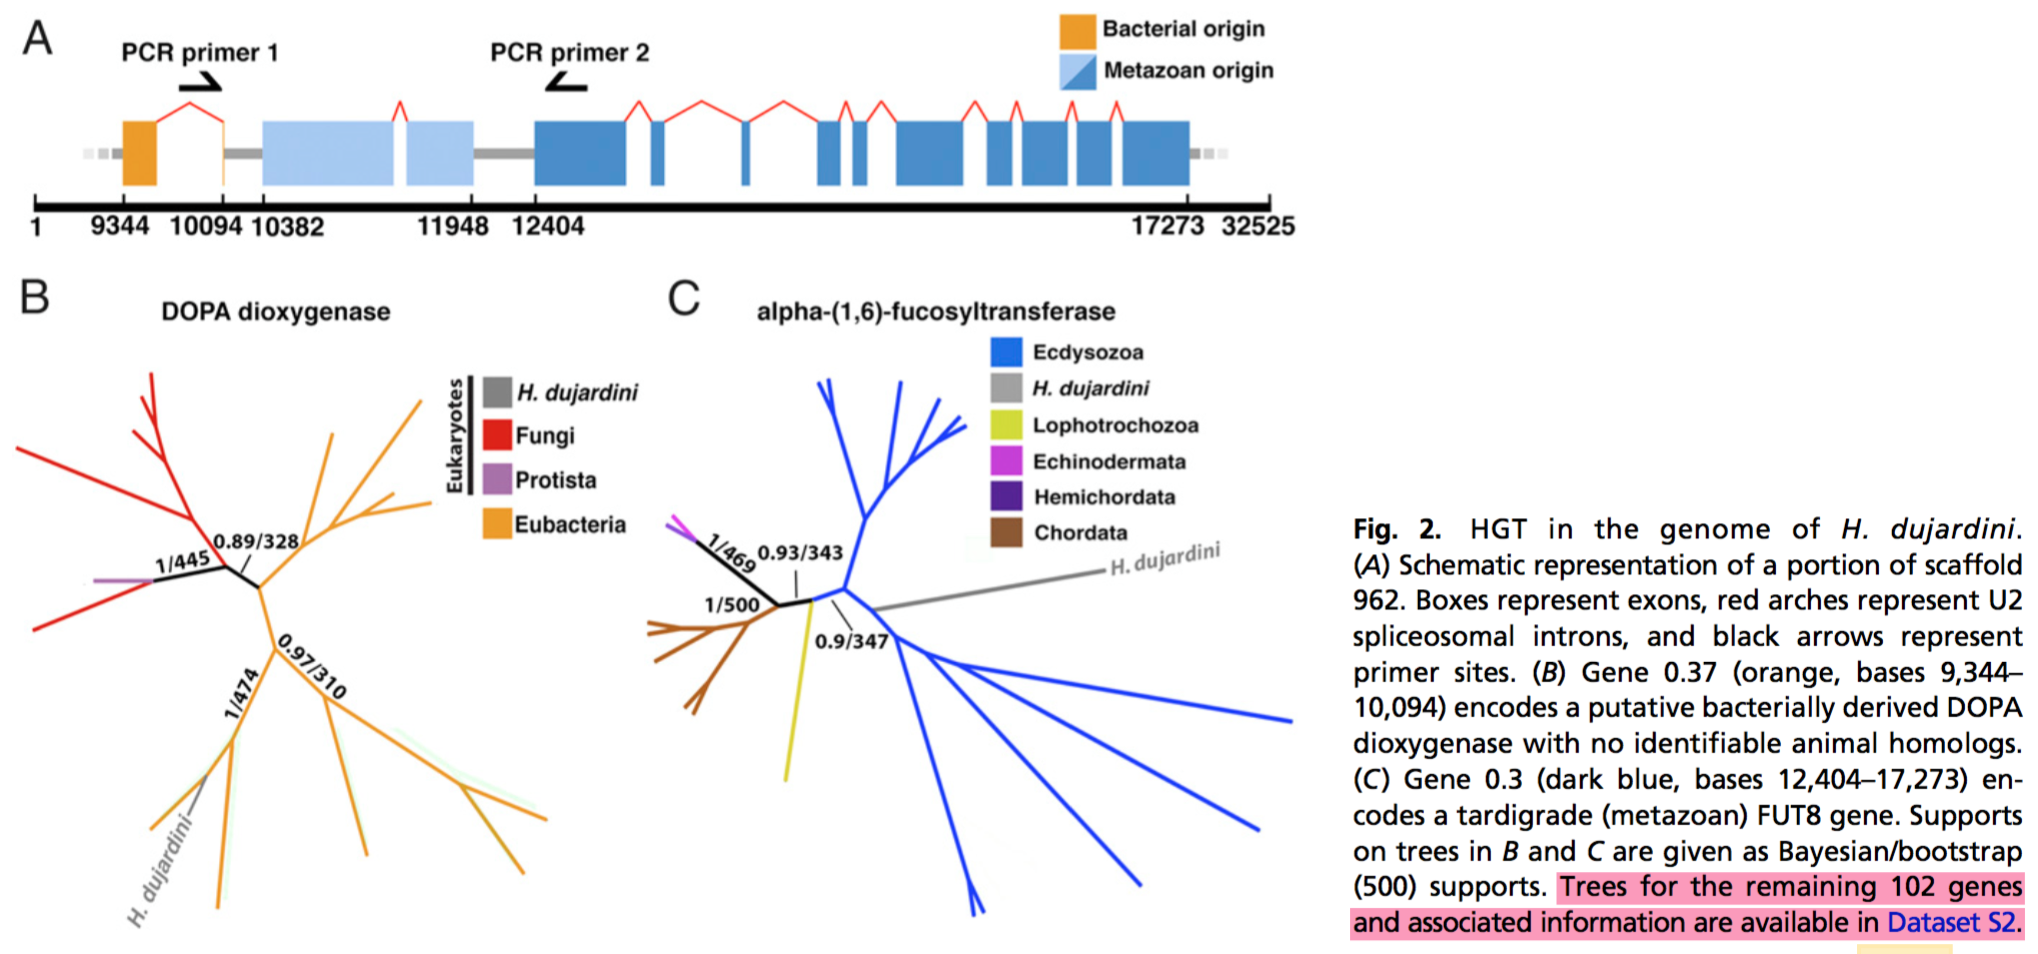 A
PCR primer 1
PCR primer 2
Bacterial origin
Metazoan origin
1 9344 10094 10382 11948 12404 17273 32525
B
DOPA dioxygenase
Eukaryotes
H. dujardini
Fungi
Protista
Eubacteria
1/445
0.89/328
0.97/310
1/474
H. dujardini
C
alpha-(1,6)-fucosyltransferase
Ecdysozoa
H. dujardini
Lophotrochozoa
Echinodermata
Hemichordata
Chordata
H. dujardini
1/469
0.93/343
1/500
0.9/347
Fig. 2. HGT in the genome of H. dujardini.
(A) Schematic representation of a portion of scaffold
962. Boxes represent exons, red arches represent U2
spliceosomal introns, and black arrows represent
primer sites. (B) Gene 0.37 (orange, bases 9,344–
10,094) encodes a putative bacterially derived DOPA
dioxygenase with no identifiable animal homologs.
(C) Gene 0.3 (dark blue, bases 12,404–17,273) en-
codes a tardigrade (metazoan) FUT8 gene. Supports
on trees in B and C are given as Bayesian/bootstrap
(500) supports. Trees for the remaining 102 genes
and associated information are available in Dataset S2.